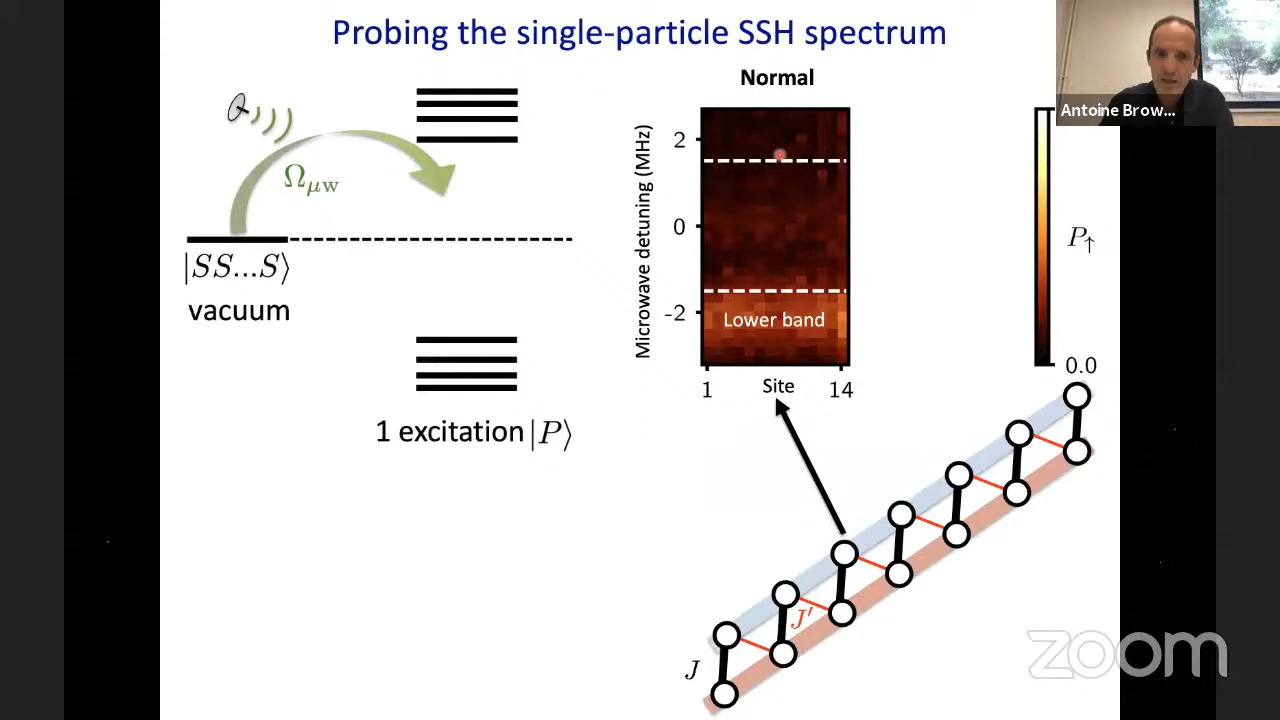 Probing the single-particle SSH spectrum
Normal
Antoine Brow...
Ω_μw
|SS...S⟩
vacuum
1 excitation |P⟩
Microwave detuning (MHz)
2
0
-2
Lower band
1
Site
14
P↑
0.0
J'
J
zoom